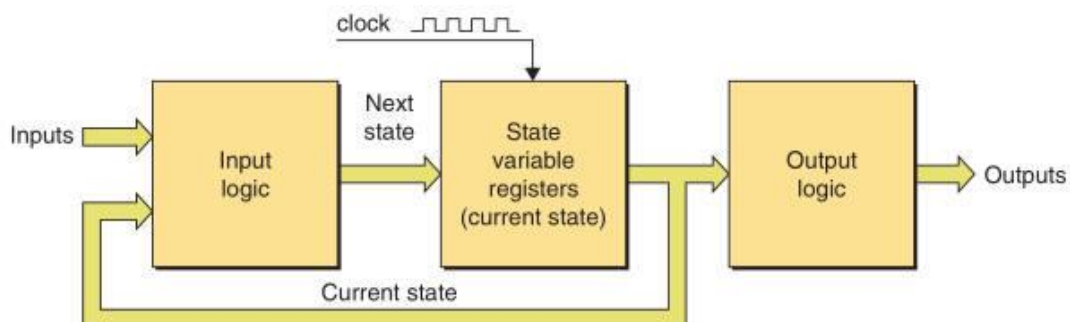 clock
Inputs
Input
logic
Next
state
State
variable
registers
(current state)
Output
logic
Outputs
Current state